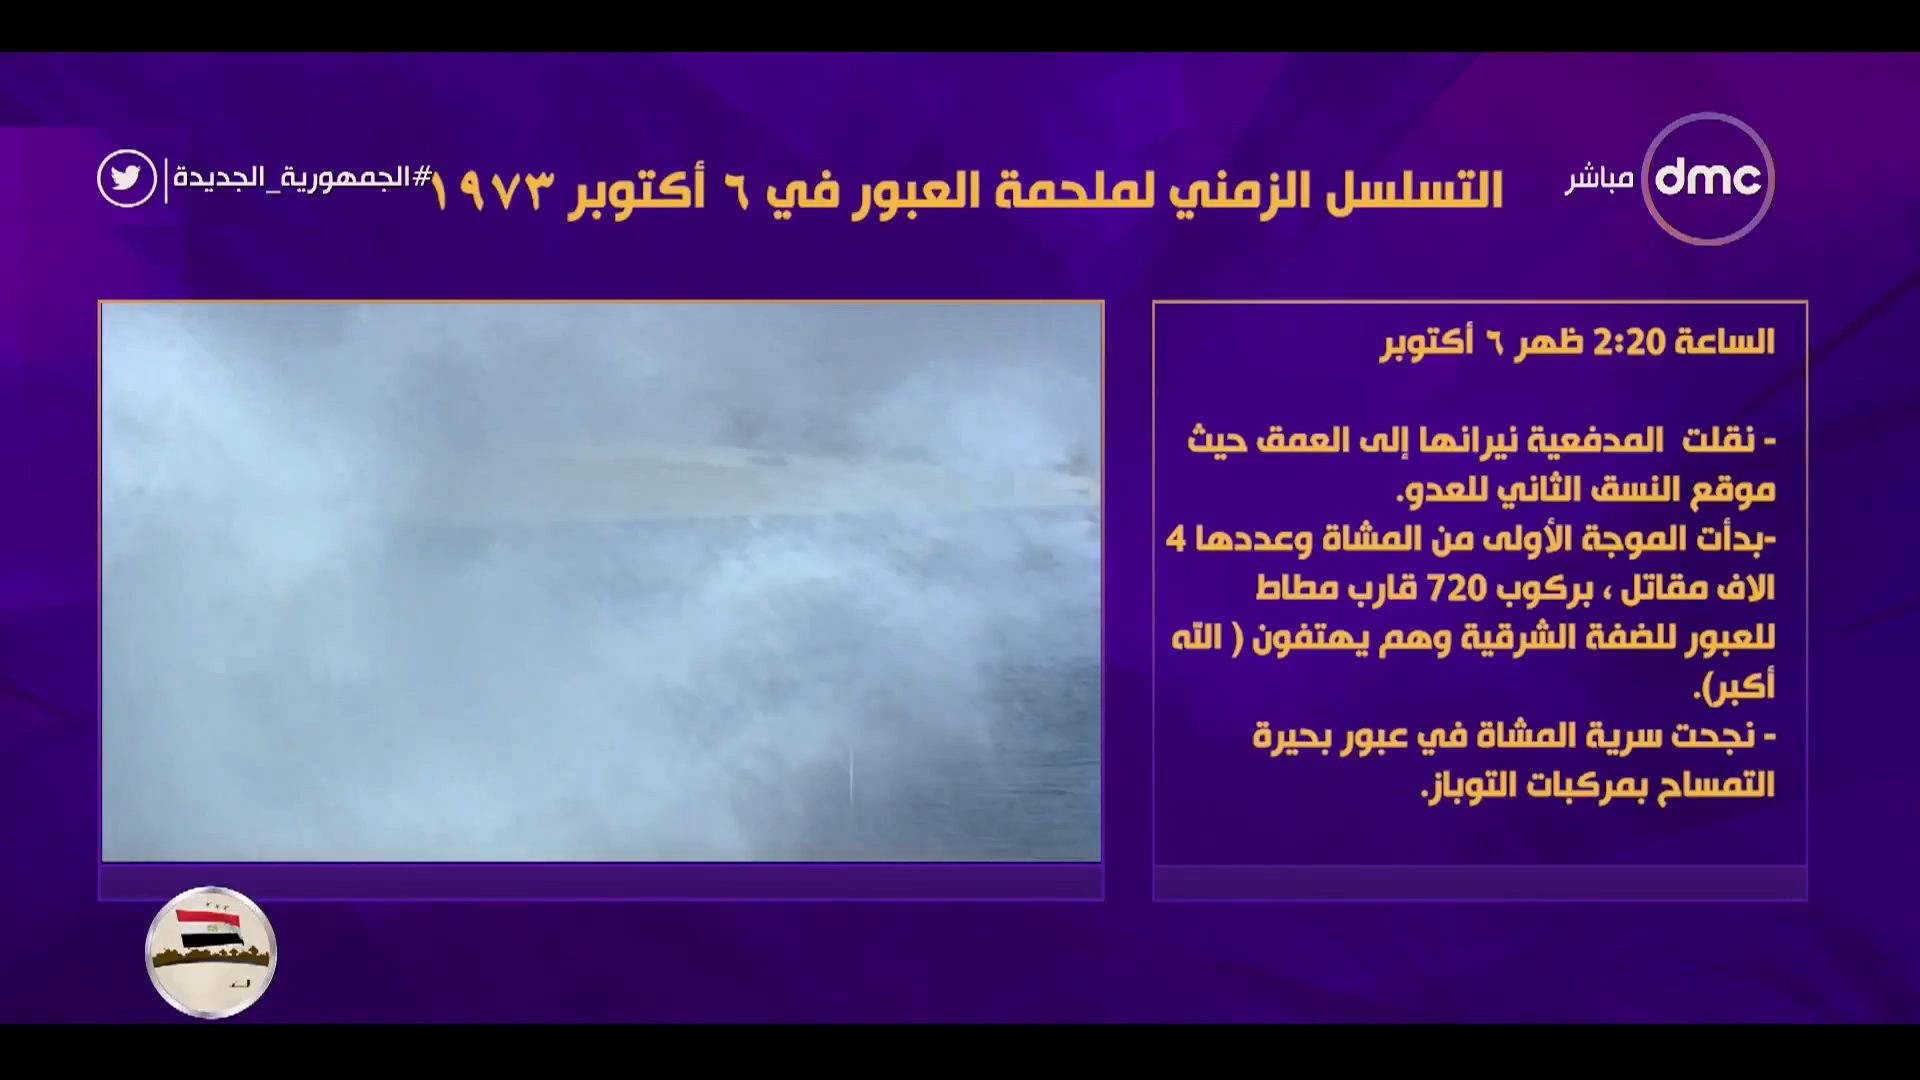 dmc
مباشر
التسلسل الزمني لملحمة العبور في ٦ أكتوبر ١٩٧٣
#الجمهورية_الجديدة
الساعة 2:20 ظهر ٦ أكتوبر
- نقلت المدفعية نيرانها إلى العمق حيث
موقع النسق الثاني للعدو.
-بدأت الموجة الأولى من المشاة وعددها 4
الاف مقاتل ، بركوب 720 قارب مطاط
للعبور للضفة الشرقية وهم يهتفون ( الله
أكبر).
- نجحت سرية المشاة في عبور بحيرة
التمساح بمركبات التوباز.